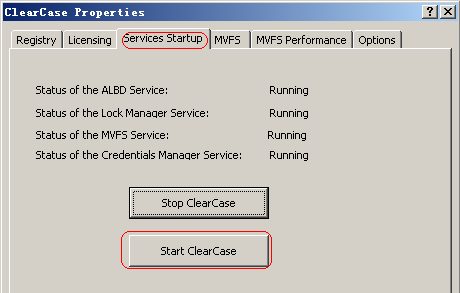 ClearCase Properties
Registry Licensing Services Startup MVFS MVFS Performance Options
Status of the ALBD Service: Running
Status of the Lock Manager Service: Running
Status of the MVFS Service: Running
Status of the Credentials Manager Service: Running
Stop ClearCase
Start ClearCase